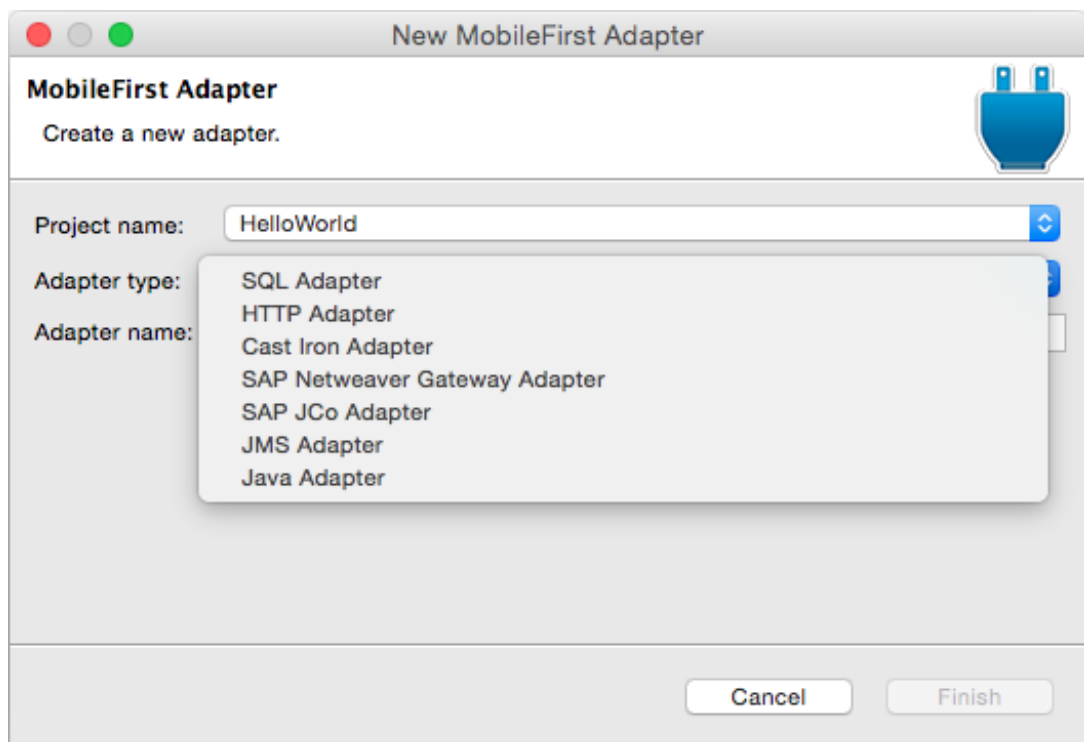 New MobileFirst Adapter
MobileFirst Adapter
Create a new adapter.
Project name: HelloWorld
Adapter type:
SQL Adapter
HTTP Adapter
Adapter name:
Cast Iron Adapter
SAP Netweaver Gateway Adapter
SAP JCo Adapter
JMS Adapter
Java Adapter
Cancel Finish